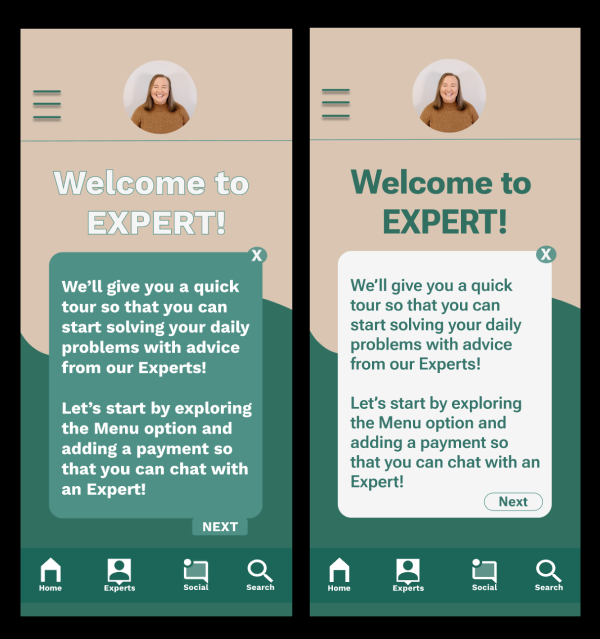 Welcome to
EXPERT!
X
We'll give you a quick
tour so that you can
start solving your daily
problems with advice
from our Experts!
Let's start by exploring
the Menu option and
adding a payment so
that you can chat with
an Expert!
NEXT
Home
Experts
Social
Search
Welcome to
EXPERT!
X
We'll give you a quick
tour so that you can
start solving your daily
problems with advice
from our Experts!
Let's start by exploring
the Menu option and
adding a payment so
that you can chat with an
Expert!
Next
Home
Experts
Social
Search